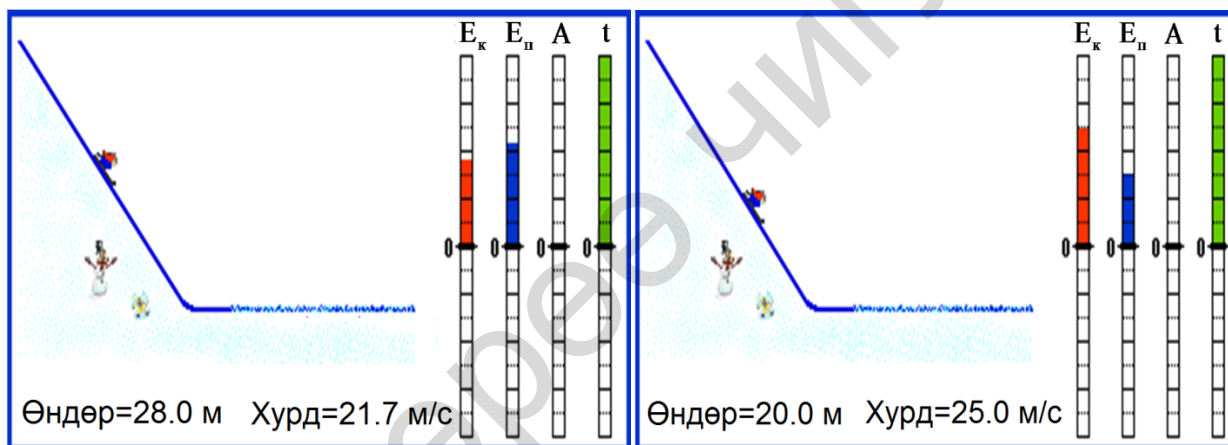 Eк Eп A t
0 0 0 0
Өндөр=28.0 м Хурд=21.7 м/с
Eк Eп A t
0 0 0 0
Өндөр=20.0 м Хурд=25.0 м/с